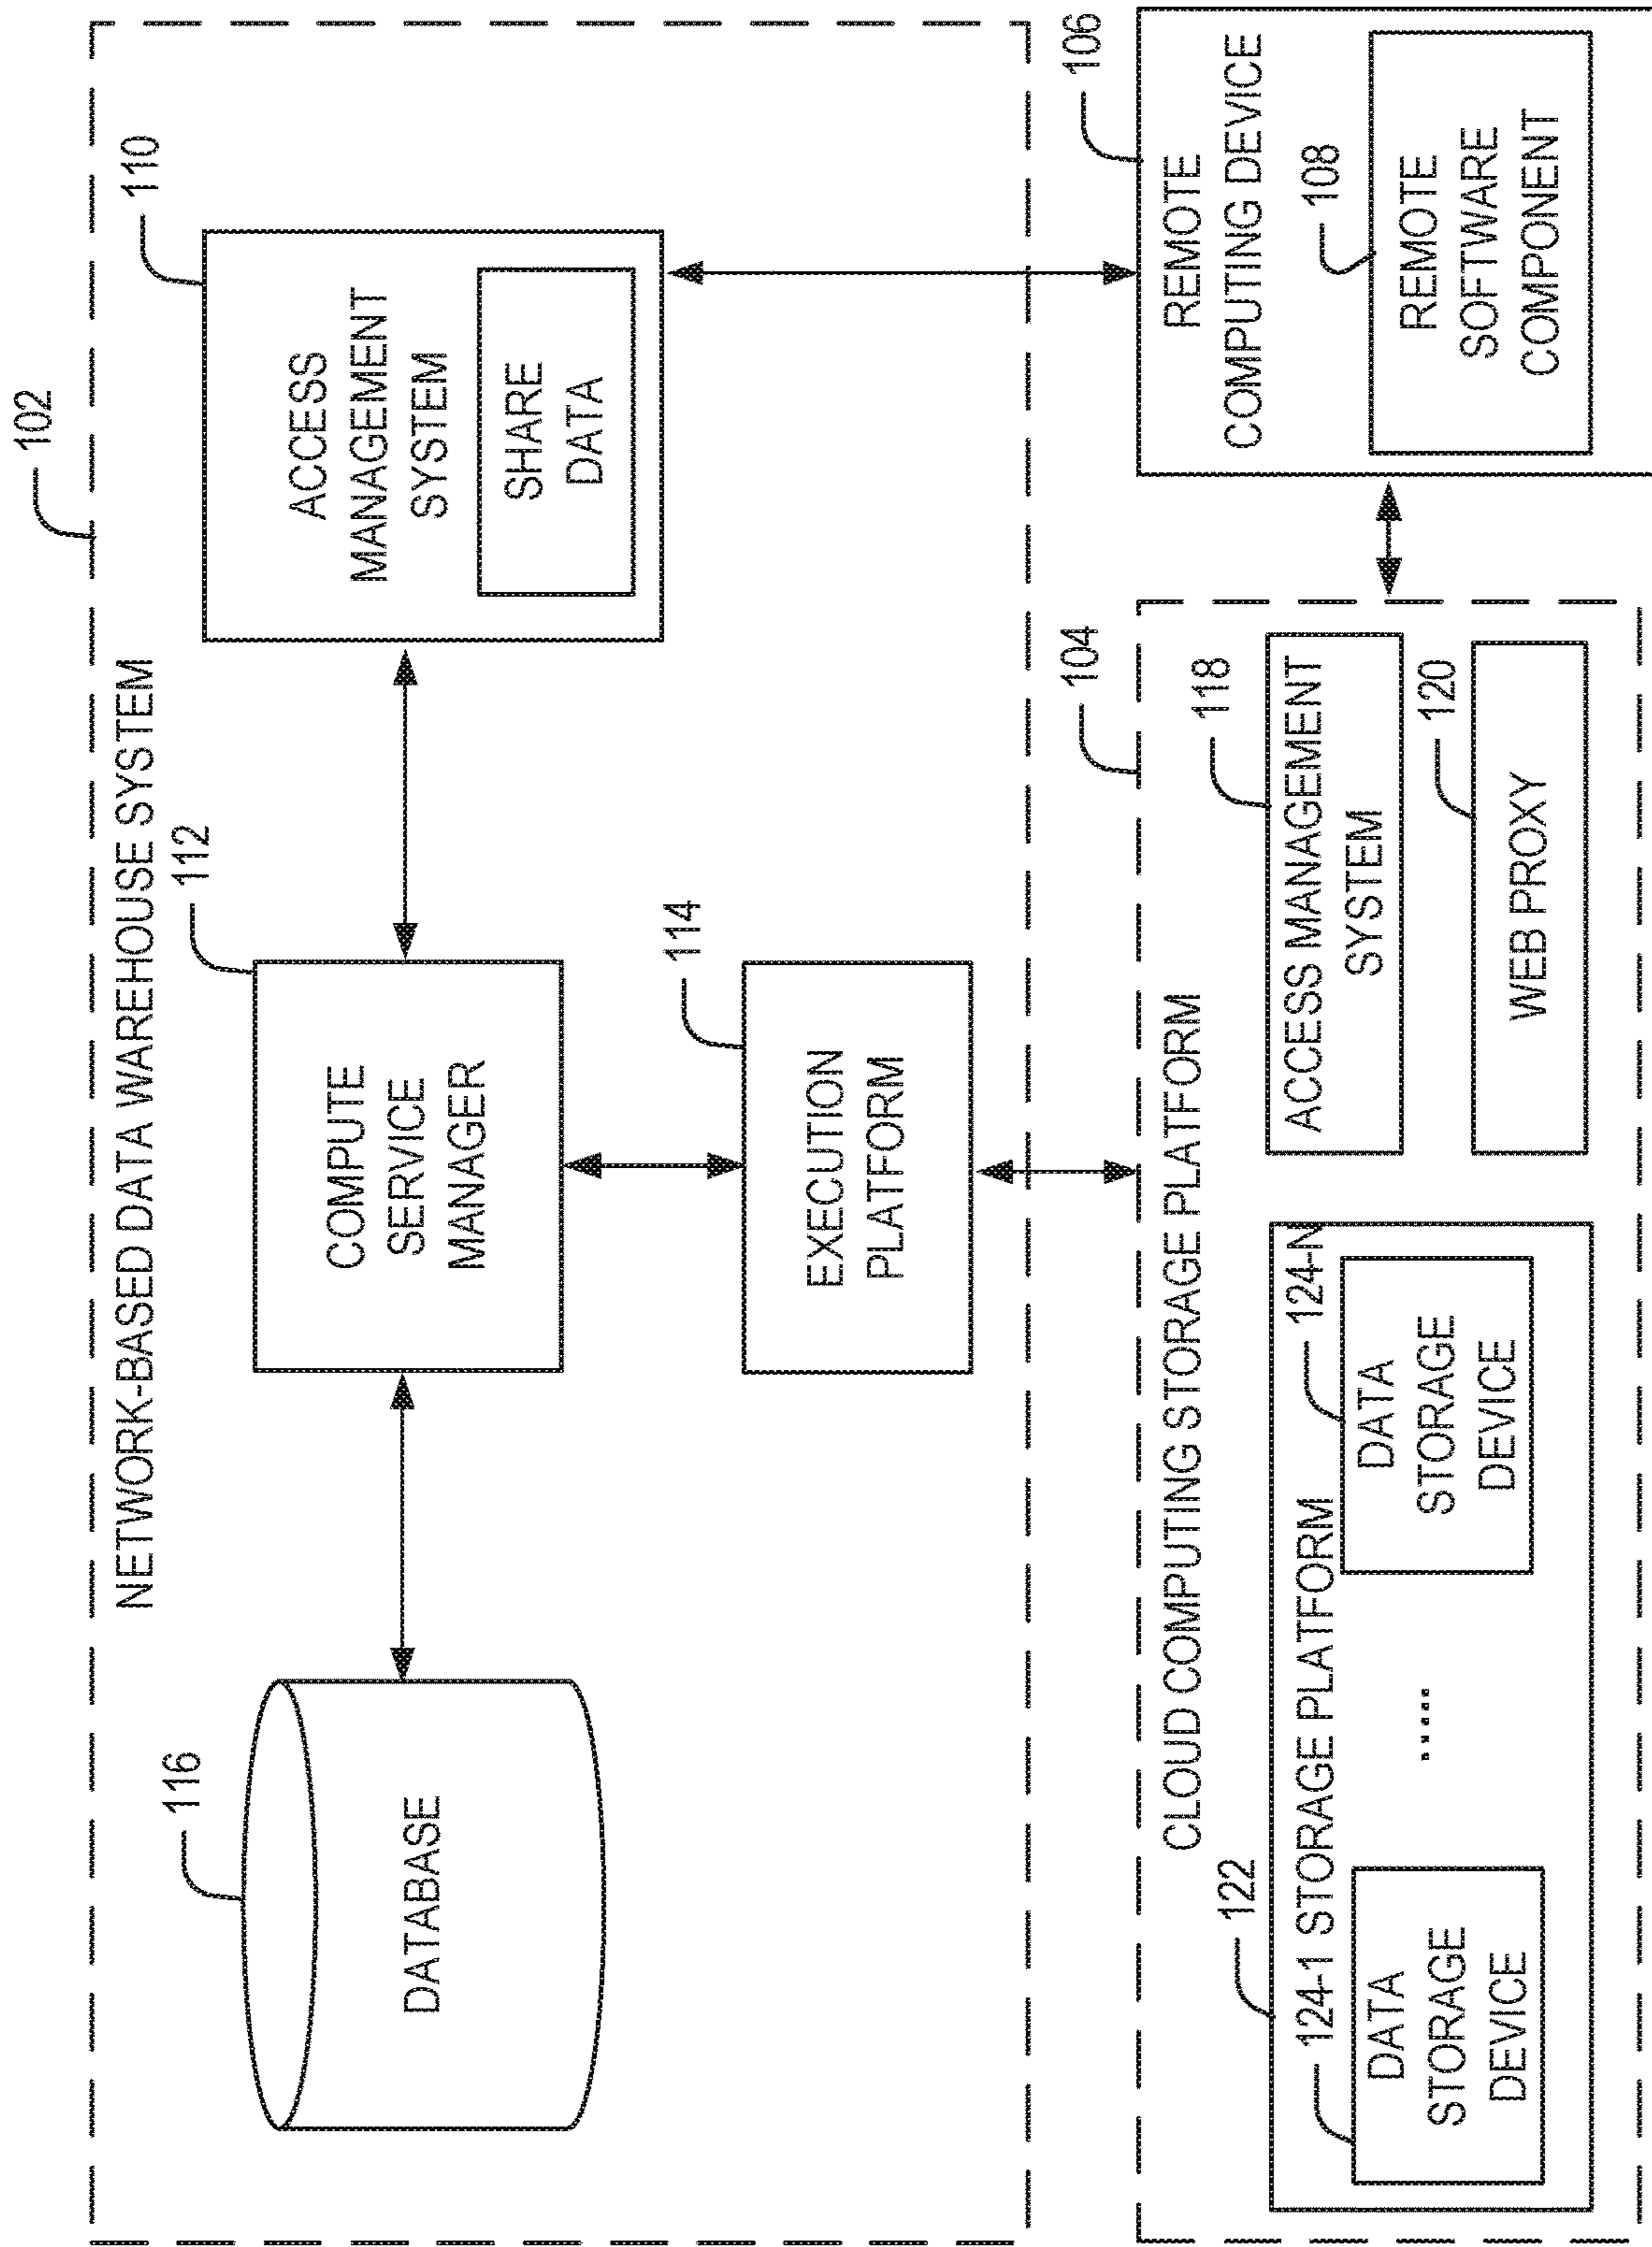 102
NETWORK-BASED DATA WAREHOUSE SYSTEM
116
DATABASE
112
COMPUTE
SERVICE
MANAGER
110
ACCESS
MANAGEMENT
SYSTEM
SHARE
DATA
114
EXECUTION
PLATFORM
104
CLOUD COMPUTING STORAGE PLATFORM
122
124-1 STORAGE PLATFORM
124-N
DATA
STORAGE
DEVICE
.....
DATA
STORAGE
DEVICE
118
ACCESS MANAGEMENT
SYSTEM
120
WEB PROXY
106
REMOTE
COMPUTING DEVICE
108
REMOTE
SOFTWARE
COMPONENT